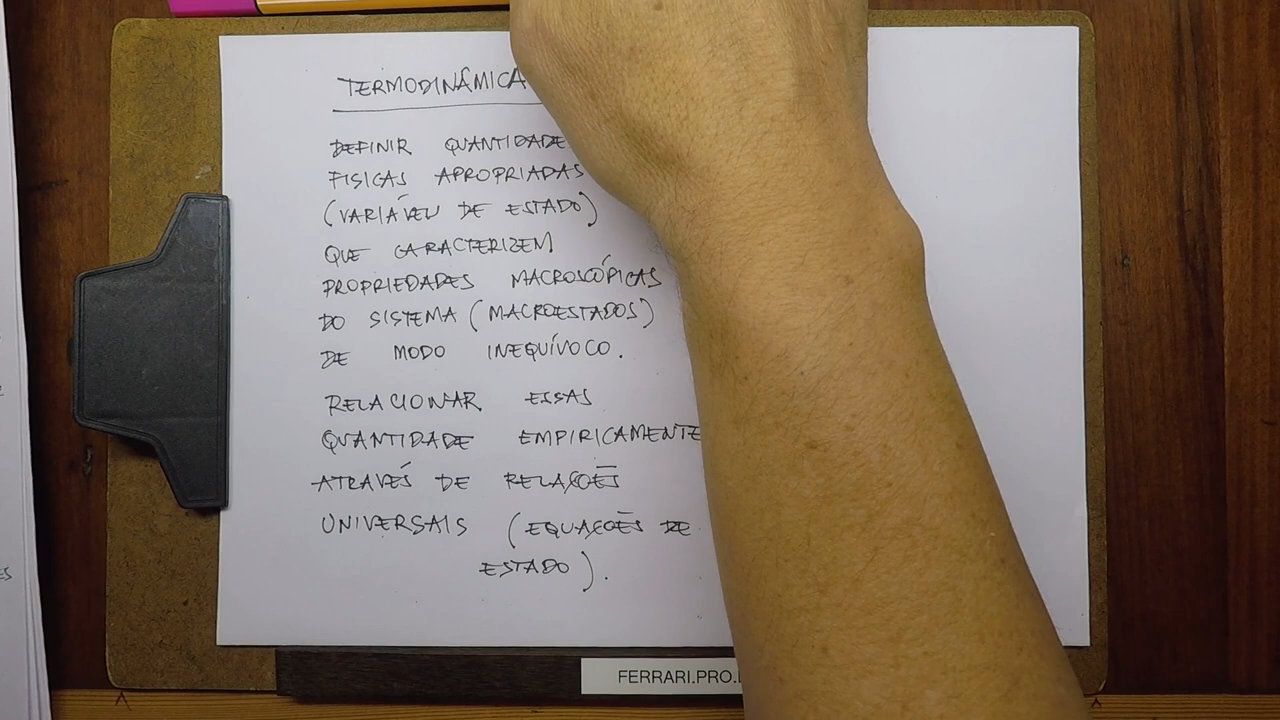 TERMODINÂMICA
DEFINIR QUANTIDADE
FISICAS APROPRIADAS
(VARIÁVEU DE ESTADO)
QUE CARACTERIZEM
PROPRIEDADES MACROSCÓPICAS
DO SISTEMA (MACROESTADOS)
DE MODO INEQUÍVOCO.
RELACIONAR ESSAS
QUANTIDADE EMPIRICAMENTE
ATRAVÉS DE RELAÇÕES
UNIVERSAIS (EQUAÇÕES DE
ESTADO).
FERRARI.PRO.
ES